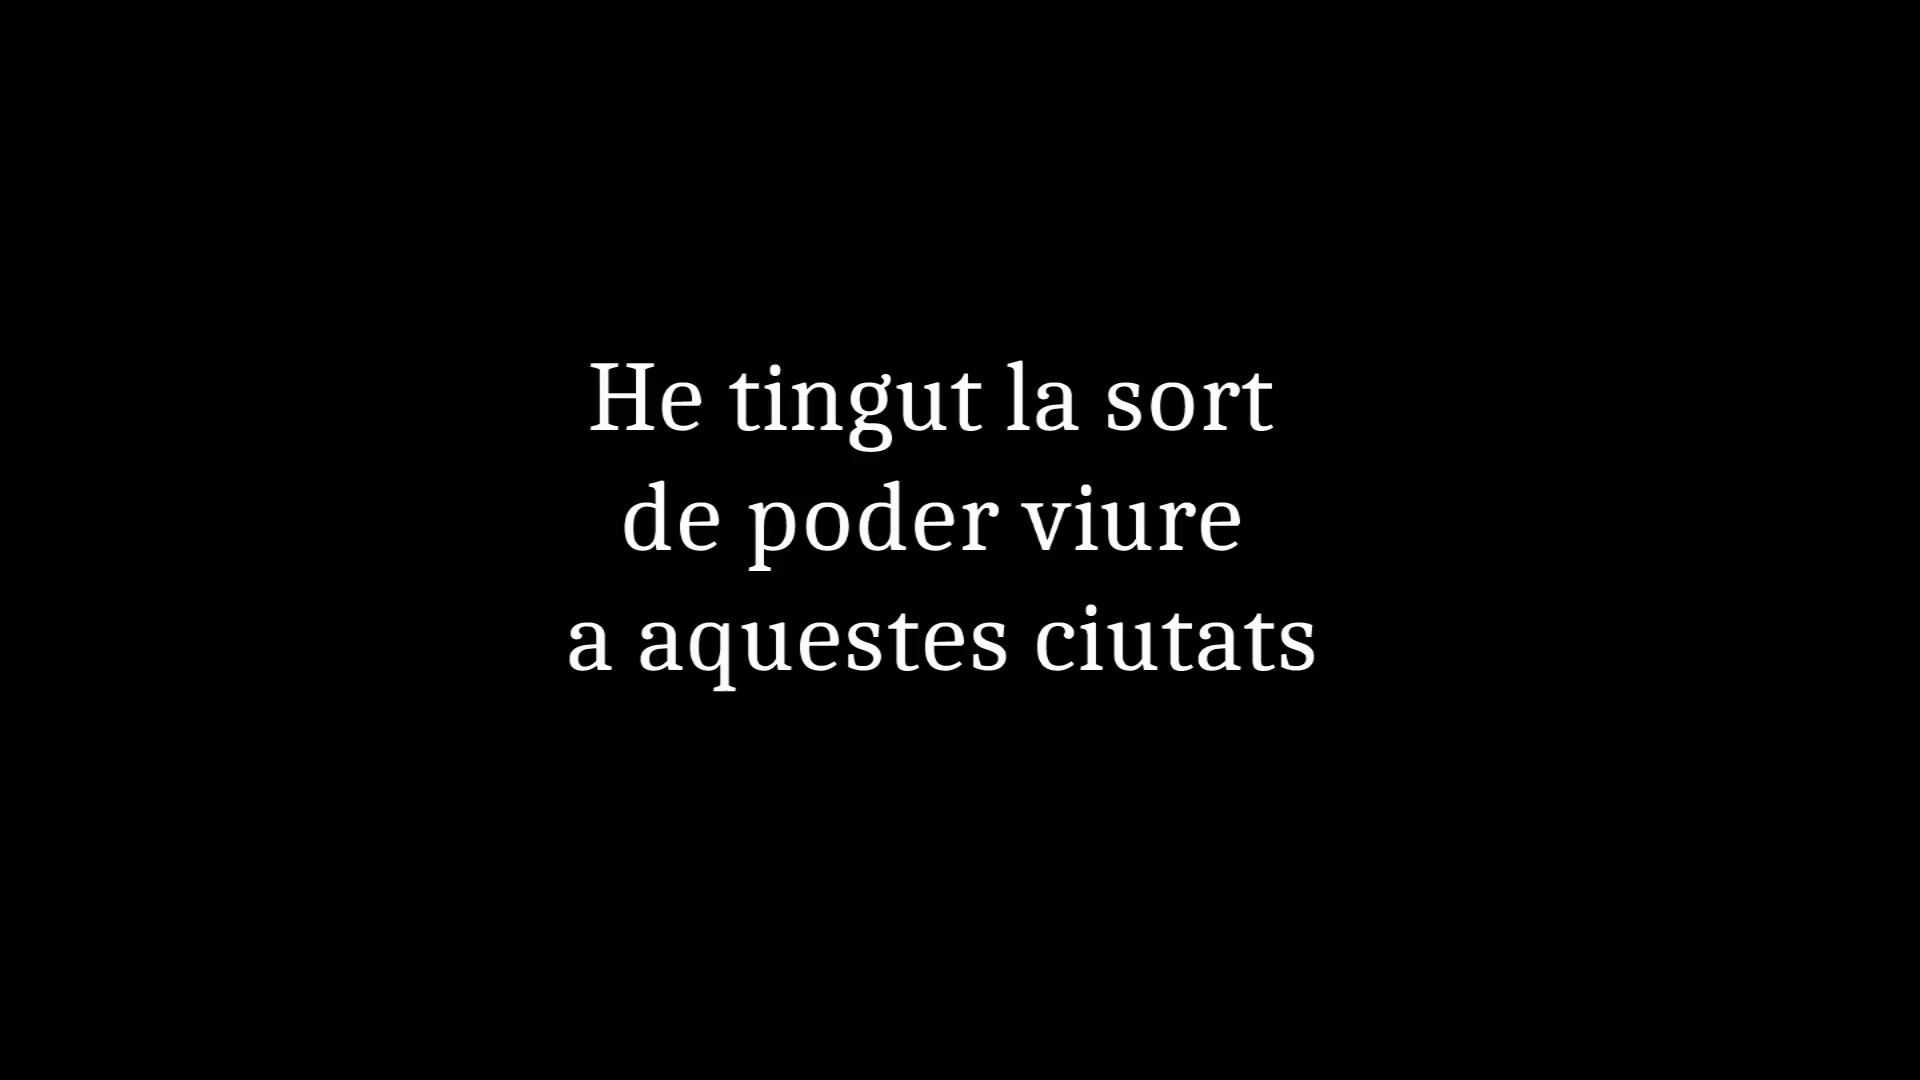 He tingut la sort
de poder viure
a aquestes ciutats